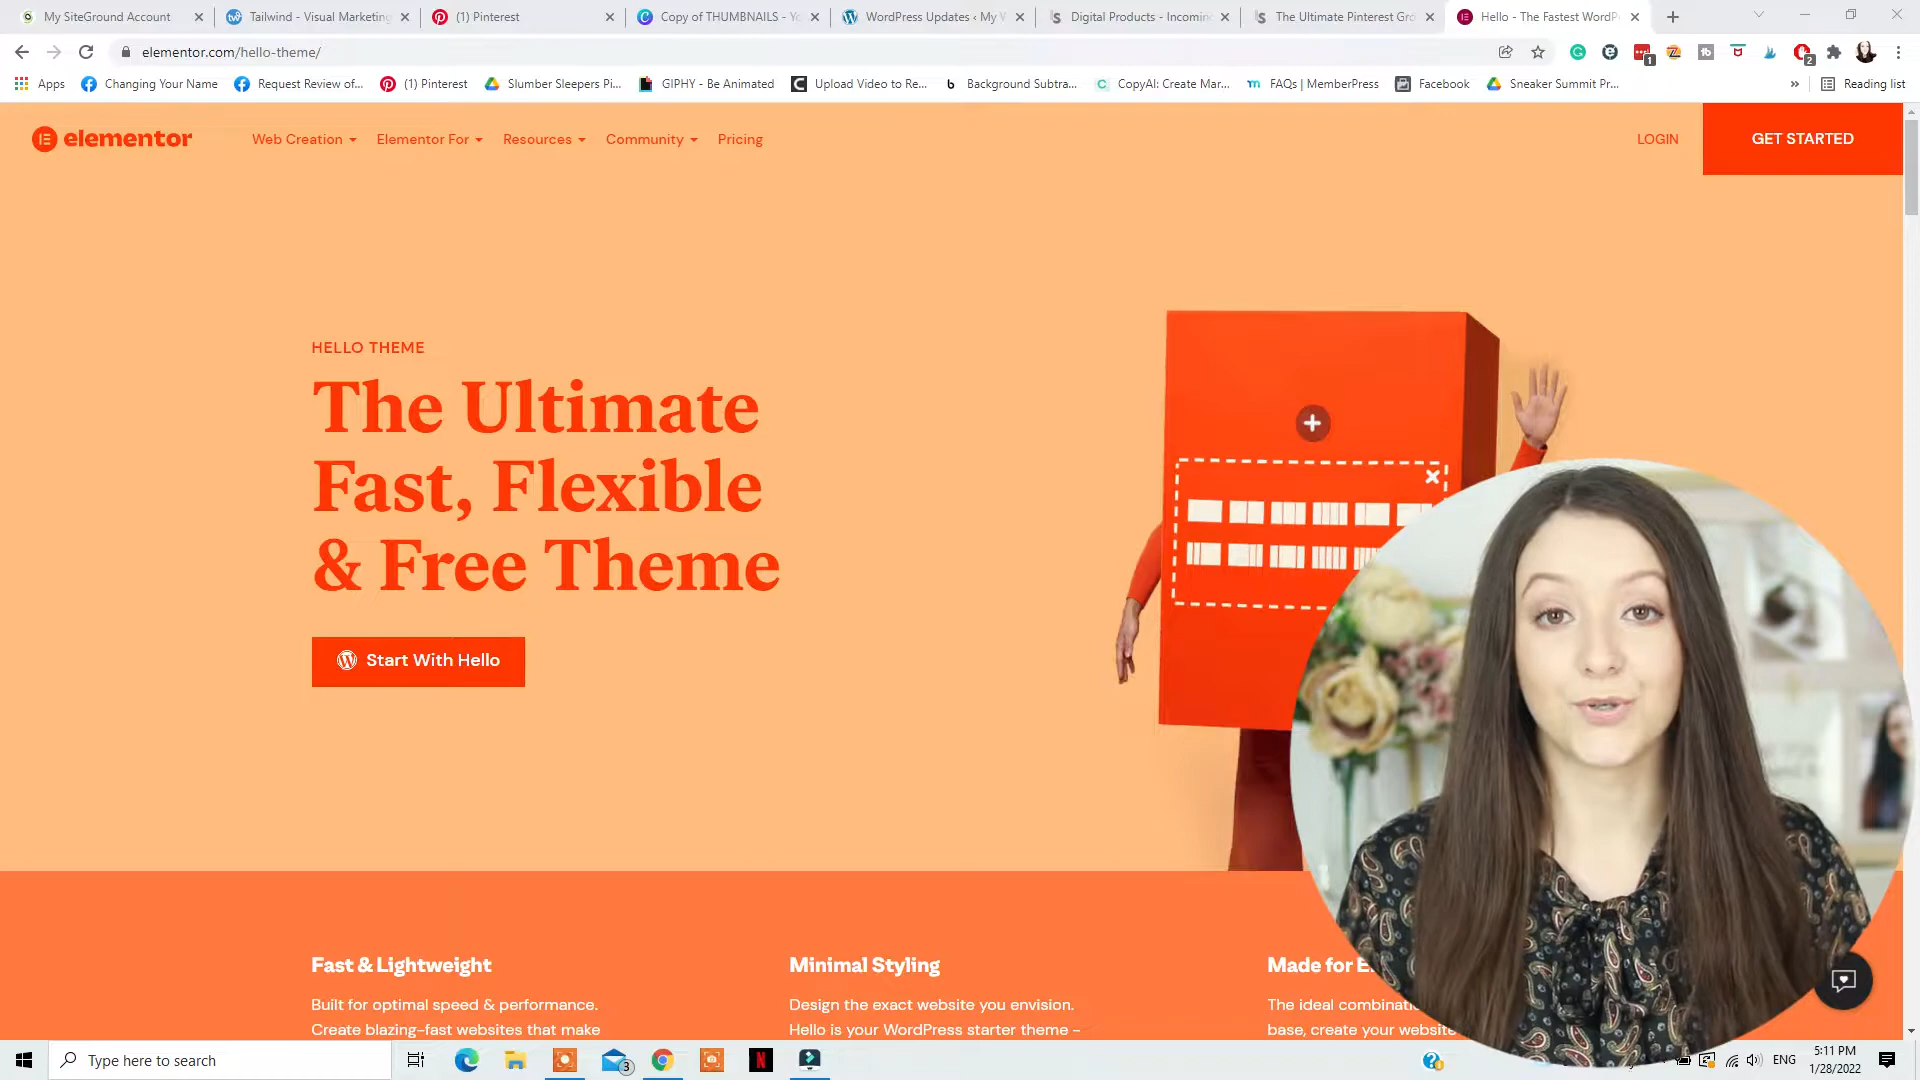 My SiteGround Account
Tailwind - Visual Marketing
(1) Pinterest
Copy of THUMBNAILS - Yo
WordPress Updates ‹ My W
Digital Products - Incomin
The Ultimate Pinterest Gro
Hello - The Fastest WordP
elementor.com/hello-theme/
1
2
Apps
Changing Your Name
Request Review of...
(1) Pinterest
Slumber Sleepers Pi...
GIPHY - Be Animated
Upload Video to Re...
Background Subtra...
CopyAI: Create Mar...
FAQs | MemberPress
Facebook
Sneaker Summit Pr...
»
Reading list
elementor
Web Creation
Elementor For
Resources
Community
Pricing
LOGIN
GET STARTED
HELLO THEME
The Ultimate
Fast, Flexible
& Free Theme
Start With Hello
Fast & Lightweight
Built for optimal speed & performance.
Create blazing-fast websites that make
Minimal Styling
Design the exact website you envision.
Hello is your WordPress starter theme –
Made for E
The ideal combinati
base, create your website
Type here to search
3
ENG
5:11 PM
1/28/2022